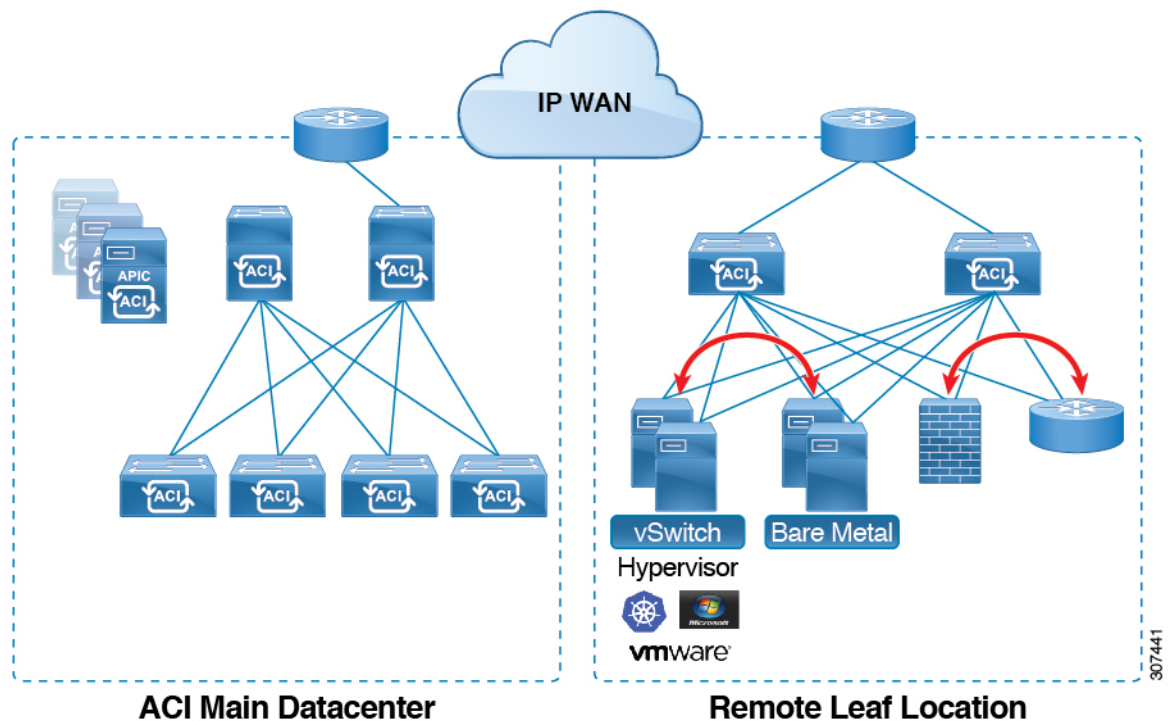 IP WAN
A
A
APIC
ACI
ACI
ACI
ACI
ACI
ACI
ACI
ACI
ACI
vSwitch
Bare Metal
Hypervisor
Microsoft
vmware
307441
ACI Main Datacenter
Remote Leaf Location